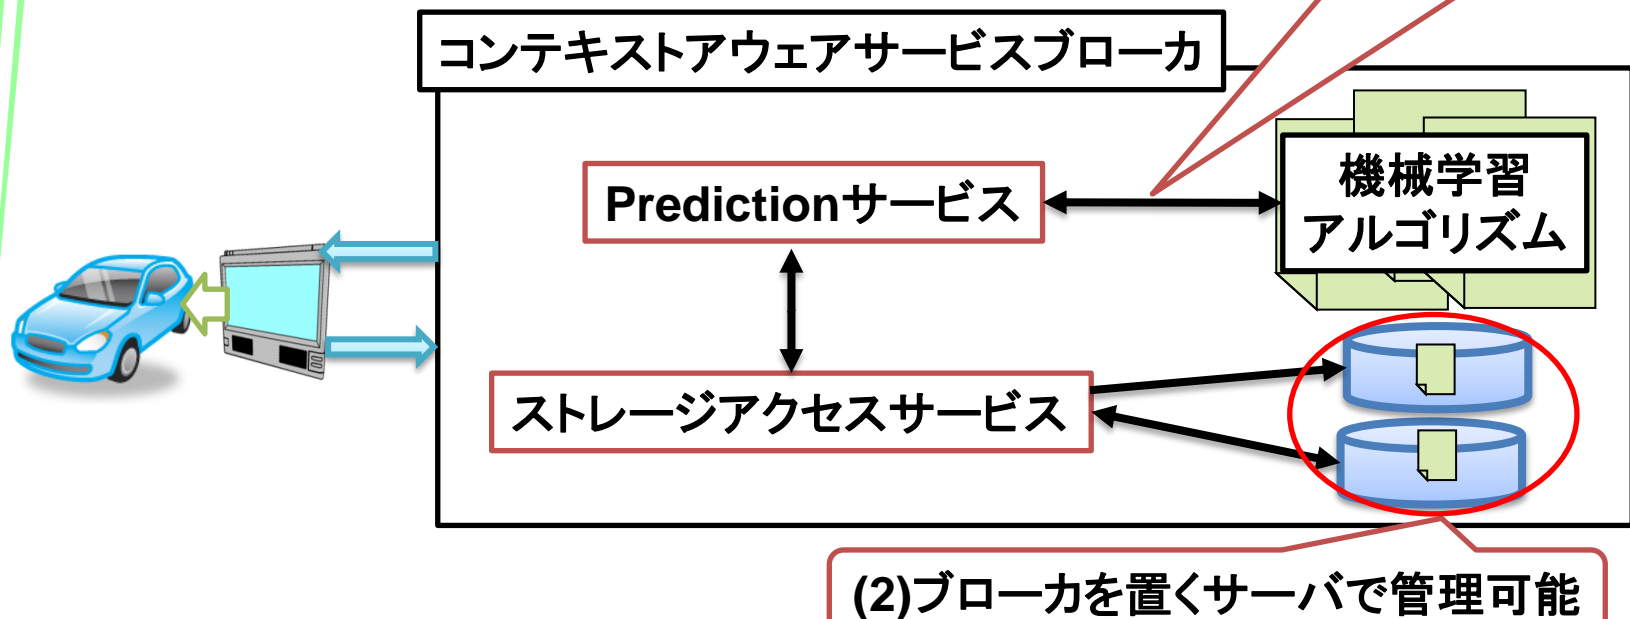 コンテキストアウェアサービスブローカ
Predictionサービス
機械学習
アルゴリズム
ストレージアクセスサービス
(2)ブローカを置くサーバで管理可能